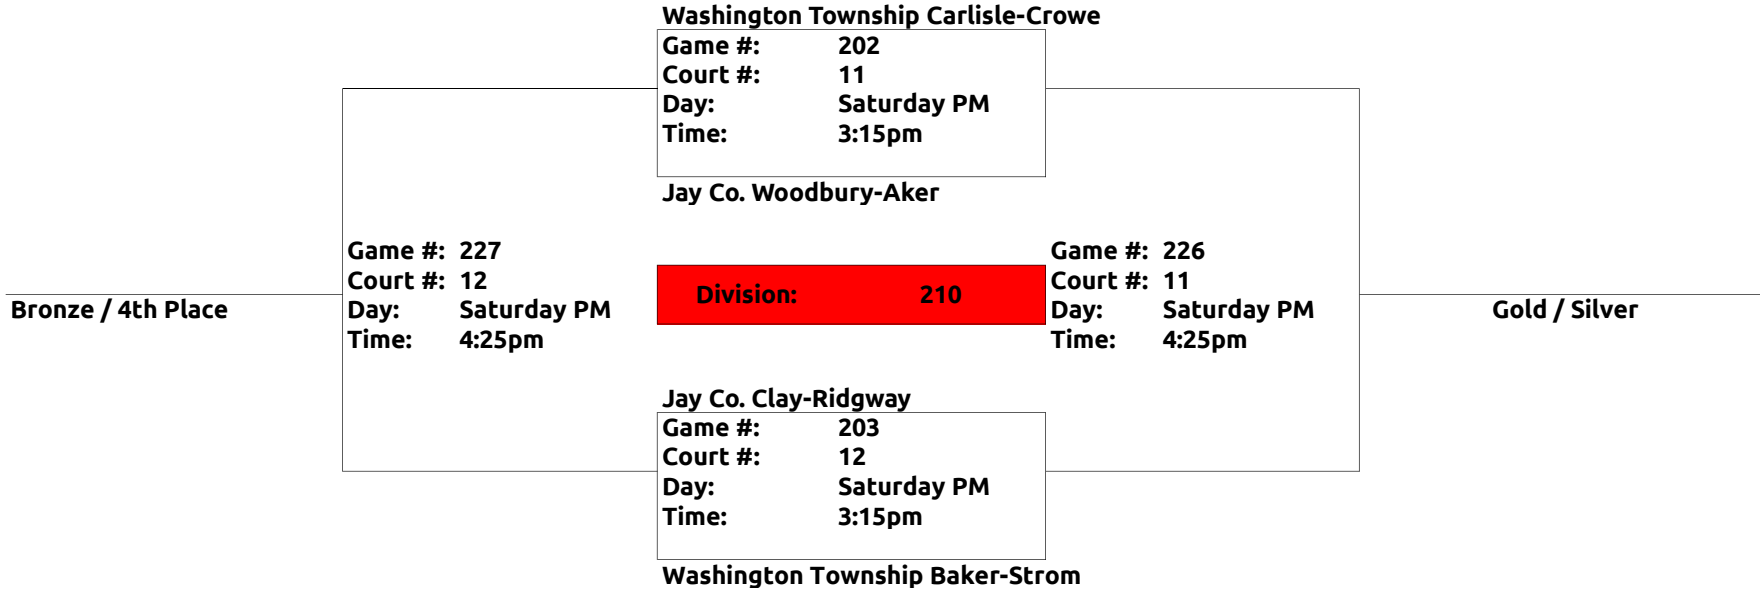 Washington Township Carlisle-Crowe
Game #: 202
Court #: 11
Day: Saturday PM
Time: 3:15pm
Jay Co. Woodbury-Aker
Game #: 227
Court #: 12
Day: Saturday PM
Time: 4:25pm
Bronze / 4th Place
Division: 210
Game #: 226
Court #: 11
Day: Saturday PM
Time: 4:25pm
Gold / Silver
Jay Co. Clay-Ridgway
Game #: 203
Court #: 12
Day: Saturday PM
Time: 3:15pm
Washington Township Baker-Strom